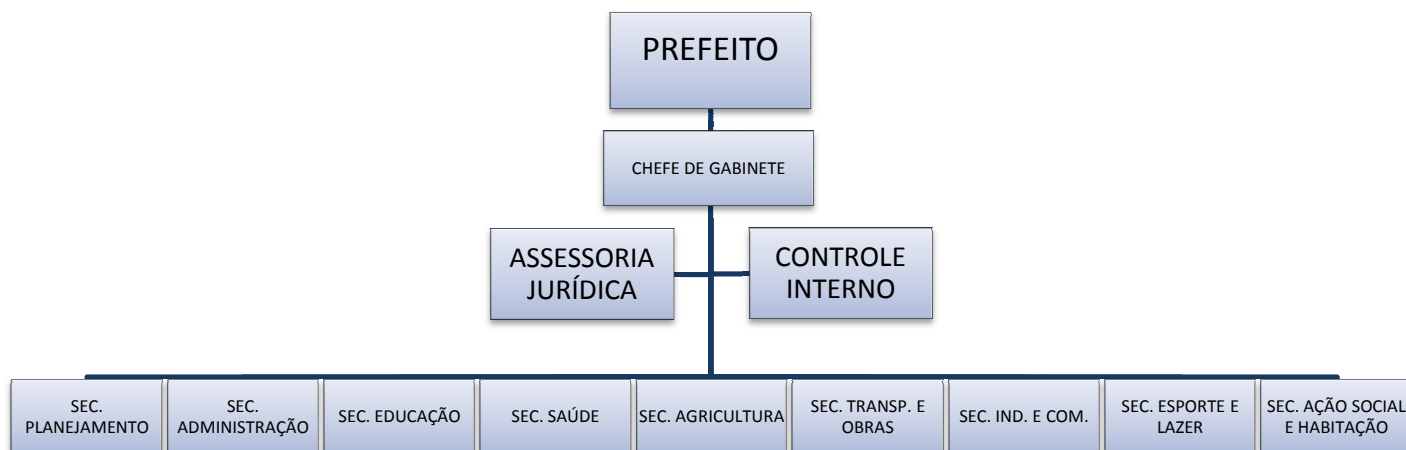 PREFEITO
CHEFE DE GABINETE
ASSESSORIA
JURÍDICA
CONTROLE
INTERNO
SEC.
PLANEJAMENTO
SEC.
ADMINISTRAÇÃO
SEC. EDUCAÇÃO
SEC. SAÚDE
SEC. AGRICULTURA
SEC. TRANSP. E
OBRAS
SEC. IND. E COM.
SEC. ESPORTE E
LAZER
SEC. AÇÃO SOCIAL
E HABITAÇÃO